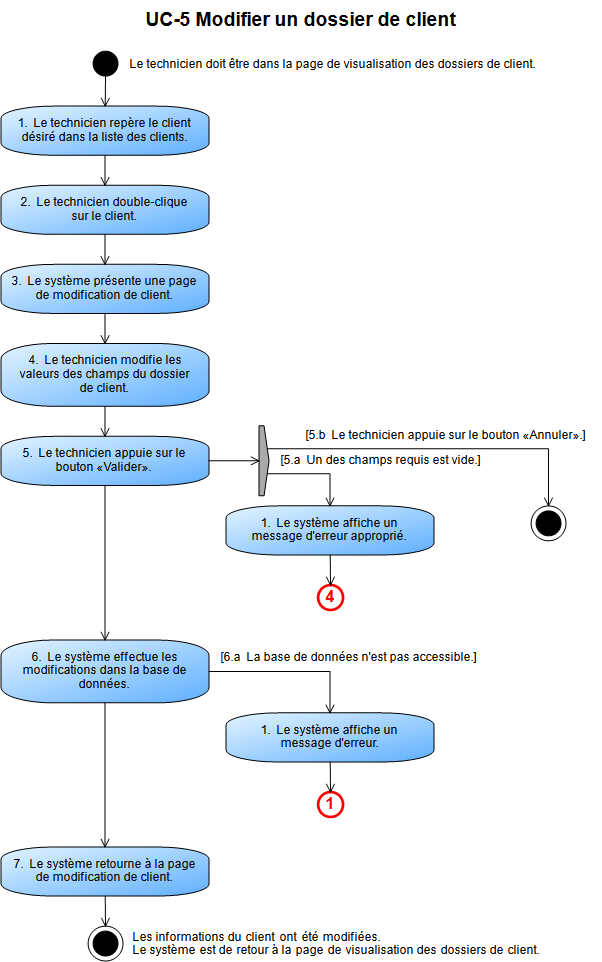 UC-5 Modifier un dossier de client
Le technicien doit être dans la page de visualisation des dossiers de client.
1. Le technicien repère le client
désiré dans la liste des clients.
2. Le technicien double-clique
sur le client.
3. Le système présente une page
de modification de client.
4. Le technicien modifie les
valeurs des champs du dossier
de client.
[5.b Le technicien appuie sur le bouton «Annuler».]
5. Le technicien appuie sur le
bouton «Valider».
[5.a Un des champs requis est vide.]
1. Le système affiche un
message d'erreur approprié.
4
6. Le système effectue les
modifications dans la base de
données.
[6.a La base de données n'est pas accessible.]
1. Le système affiche un
message d'erreur.
1
7. Le système retourne à la page
de modification de client.
Les informations du client ont été modifiées.
Le système est de retour à la page de visualisation des dossiers de client.